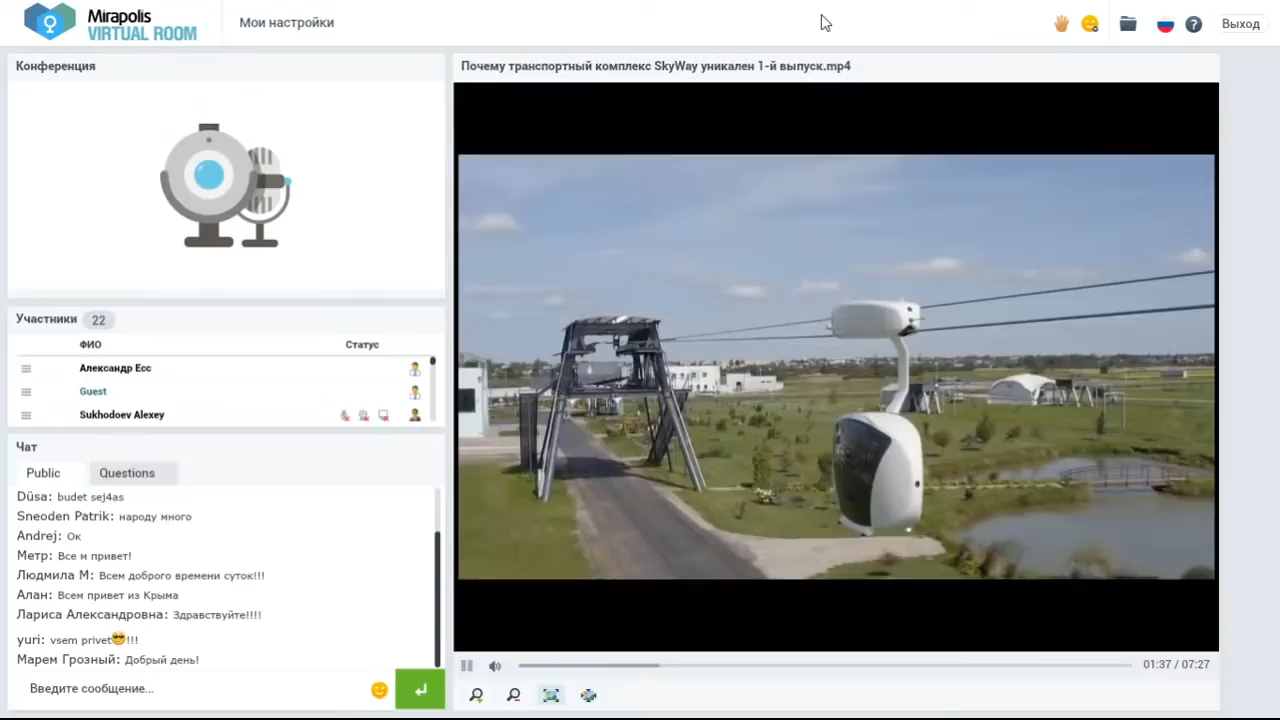 Mirapolis
VIRTUAL ROOM
Мои настройки
Выход
Конференция
Почему транспортный комплекс SkyWay уникален 1-й выпуск.mp4
Участники 22
ФИО Статус
Александр Есс
Guest
Sukhodoev Alexey
Чат
Public Questions
Düsa: budet sej4as
Sneoden Patrik: народу много
Andrej: Ок
Метр: Все м привет!
Людмила М: Всем доброго времени суток!!!
Алан: Всем привет из Крыма
Лариса Александровна: Здравствуйте!!!!
yuri: vsem privet😎!!!
Марем Грозный: Добрый день!
Введите сообщение...
01:37 / 07:27